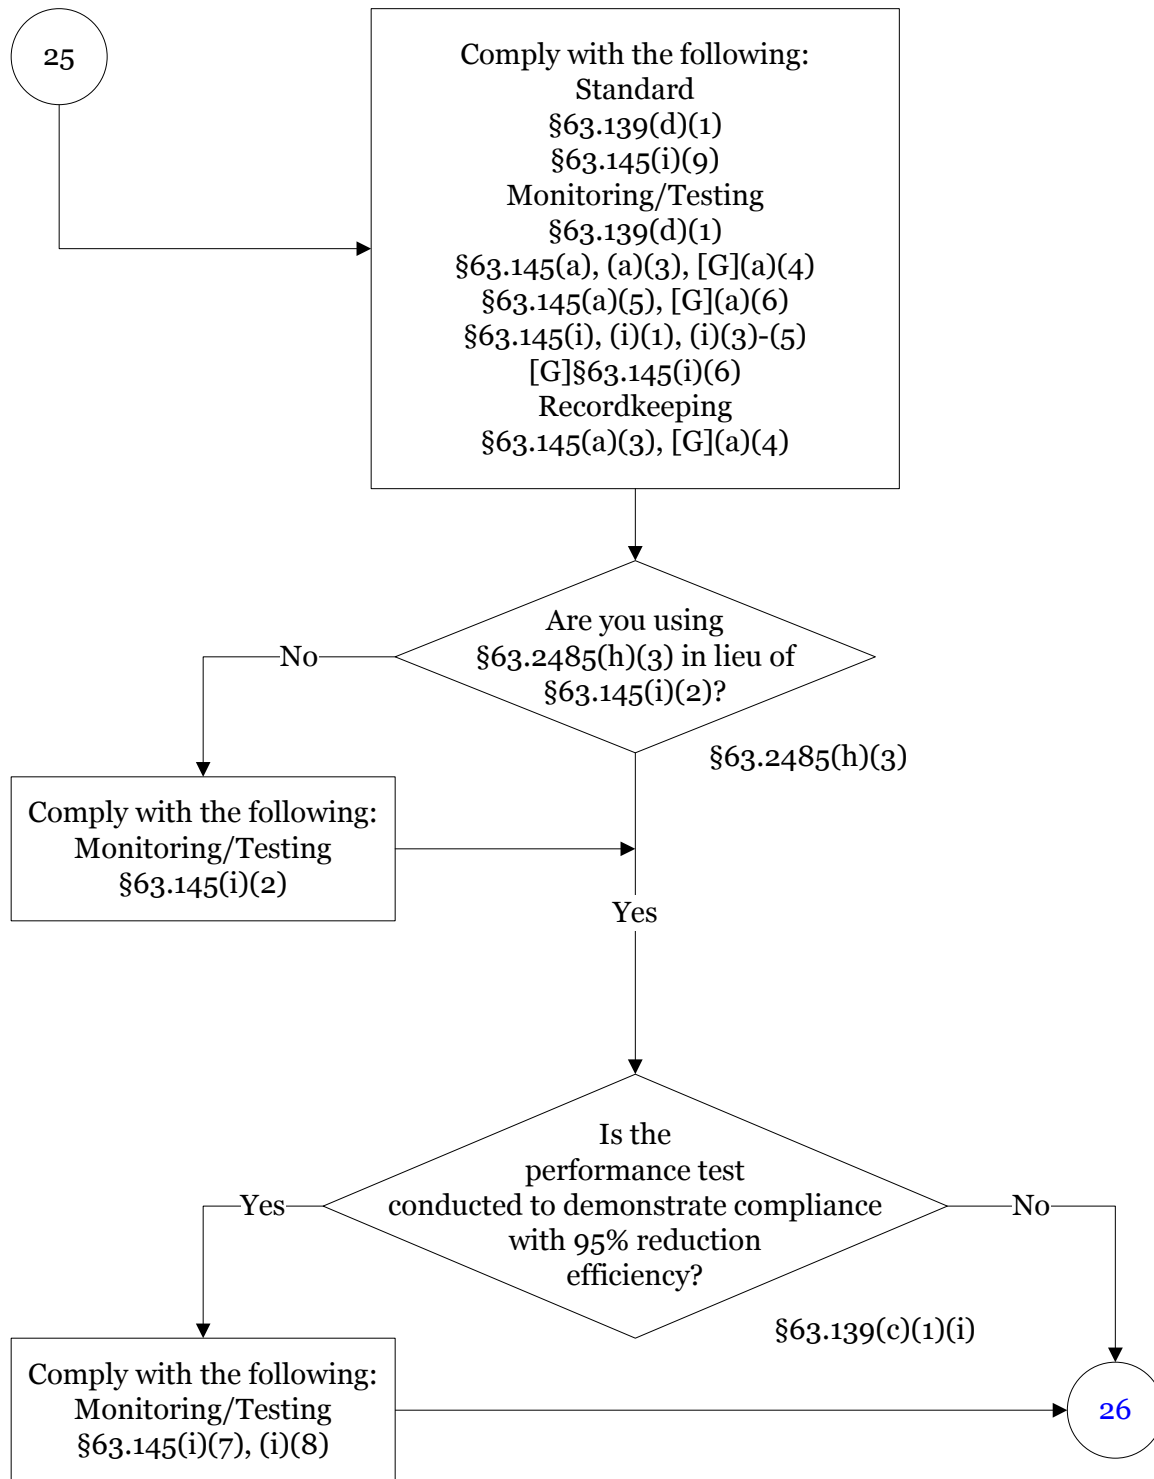 25
Comply with the following:
Standard
§63.139(d)(1)
§63.145(i)(9)
Monitoring/Testing
§63.139(d)(1)
§63.145(a), (a)(3), [G](a)(4)
§63.145(a)(5), [G](a)(6)
§63.145(i), (i)(1), (i)(3)-(5)
[G]§63.145(i)(6)
Recordkeeping
§63.145(a)(3), [G](a)(4)
Are you using
§63.2485(h)(3) in lieu of
§63.145(i)(2)?
No
§63.2485(h)(3)
Comply with the following:
Monitoring/Testing
§63.145(i)(2)
Yes
Is the
performance test
conducted to demonstrate compliance
with 95% reduction
efficiency?
Yes
No
§63.139(c)(1)(i)
Comply with the following:
Monitoring/Testing
§63.145(i)(7), (i)(8)
26